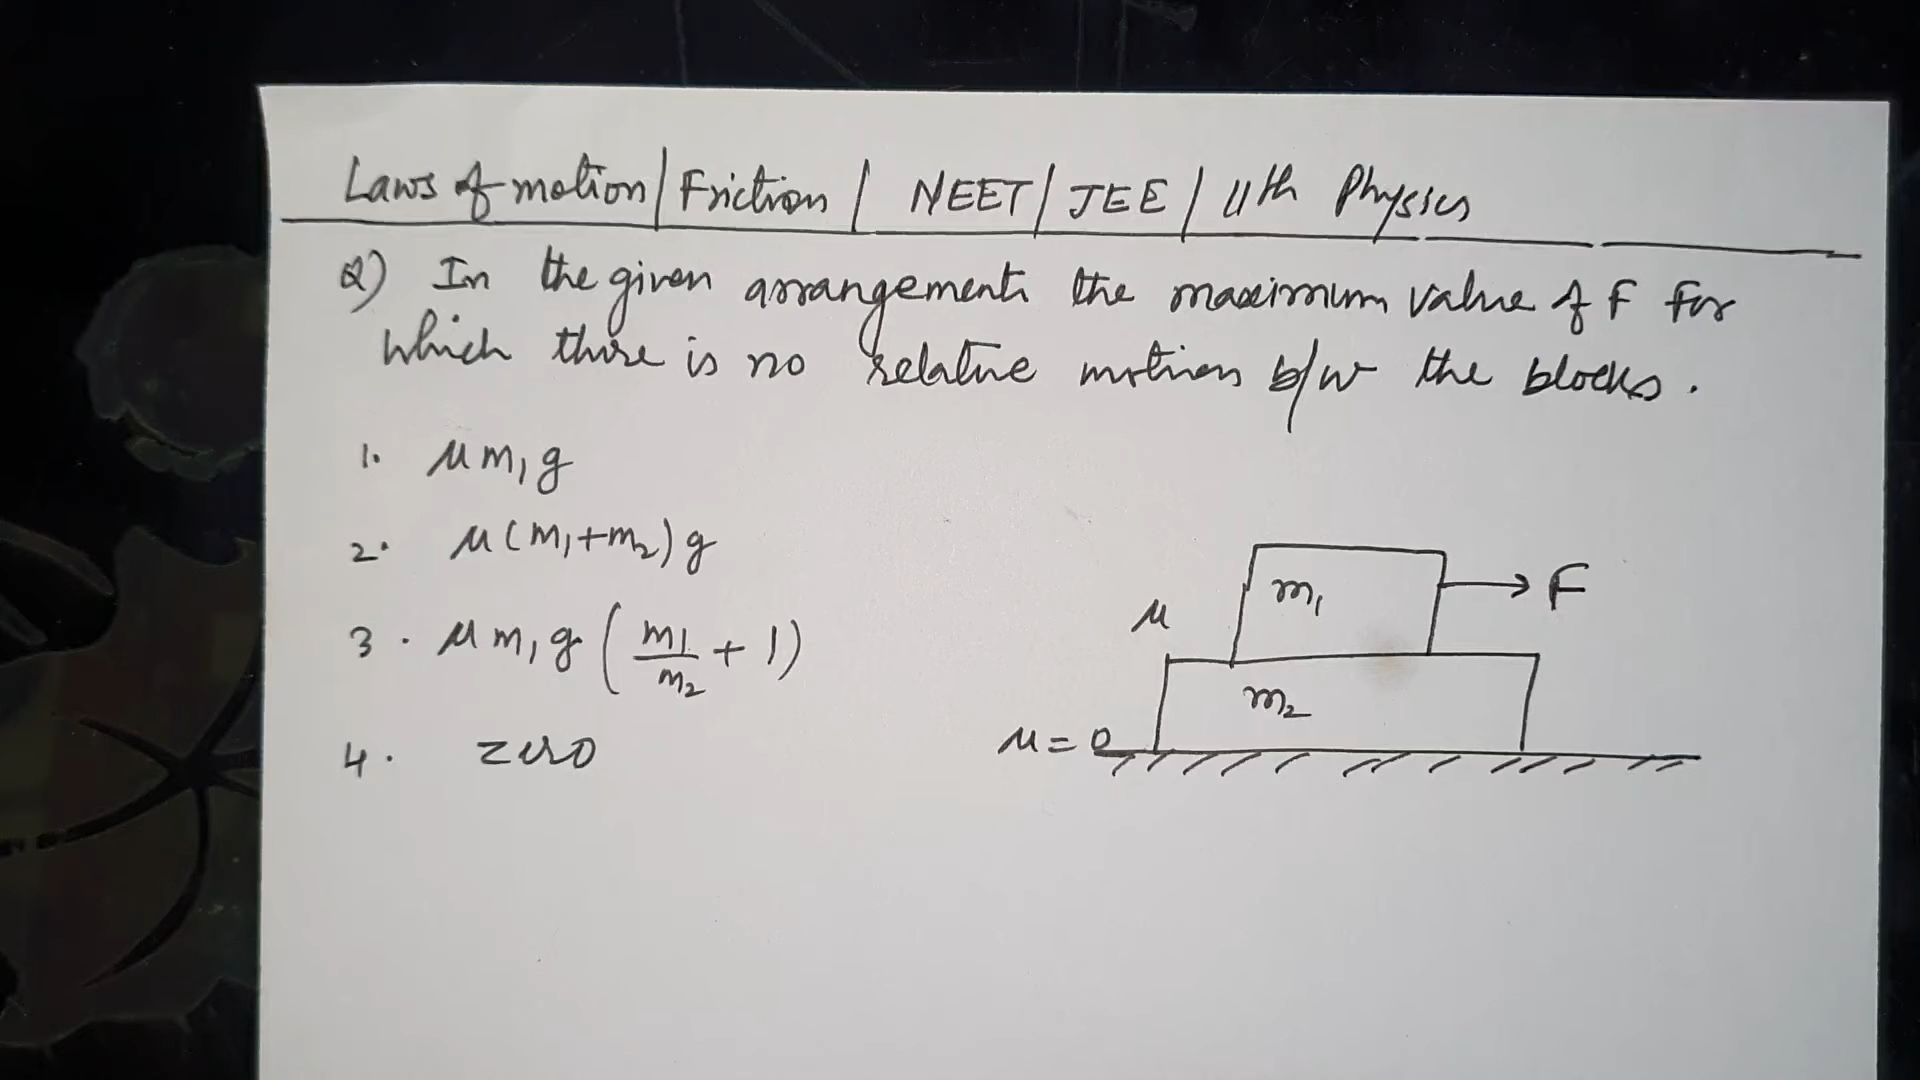 Laws of motion / Friction / NEET / JEE / 11th Physics
Q) In the given arrangement the maximum value of F for
which there is no relative motion b/w the blocks.
1. μm₁g
2. μ(m₁+m₂)g
3. μm₁g(m₁/m₂ + 1)
4. zero
m₁ → F
μ
m₂
μ = 0